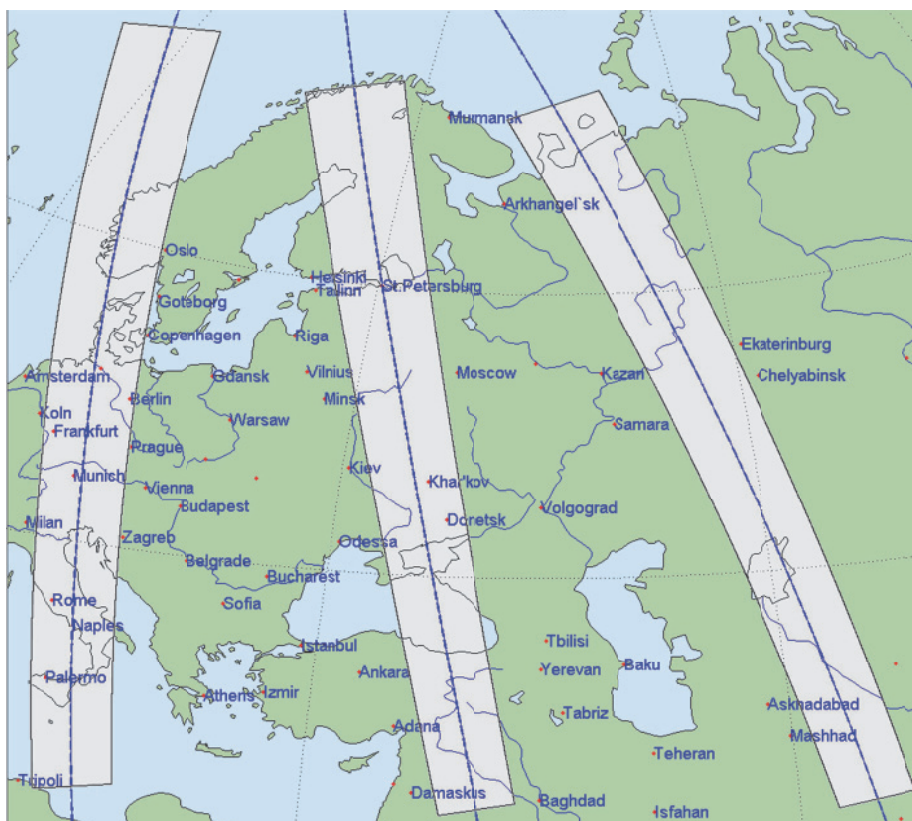 Murmansk
Arkhangel`sk
Oslo
Helsinki
St.Petersburg
Tallinn
Goteborg
Copenhagen
Riga
Ekaterinburg
Amsterdam
Gdansk
Vilnius
Moscow
Kazan
Chelyabinsk
Berlin
Minsk
Koln
Warsaw
Samara
Frankfurt
Prague
Kiev
Munich
Khar'kov
Vienna
Budapest
Volgograd
Milan
Doretsk
Zagreb
Odessa
Belgrade
Bucharest
Rome
Sofia
Naples
Istanbul
Tbilisi
Palermo
Ankara
Yerevan
Baku
Athens
Izmir
Asknadabad
Tabriz
Adana
Mashhad
Teheran
Tripoli
Damaskus
Baghdad
Isfahan